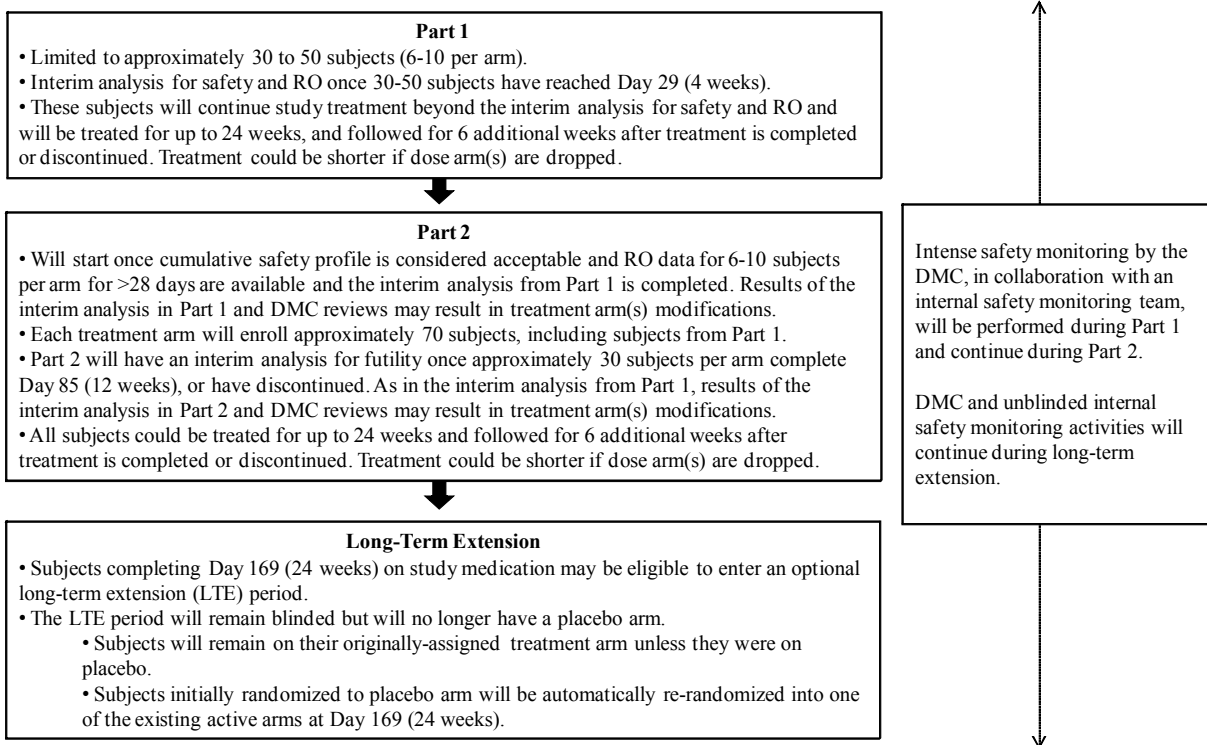 Part 1
• Limited to approximately 30 to 50 subjects (6-10 per arm).
• Interim analysis for safety and RO once 30-50 subjects have reached Day 29 (4 weeks).
• These subjects will continue study treatment beyond the interim analysis for safety and RO and
will be treated for up to 24 weeks, and followed for 6 additional weeks after treatment is completed
or discontinued. Treatment could be shorter if dose arm(s) are dropped.
Part 2
• Will start once cumulative safety profile is considered acceptable and RO data for 6-10 subjects
per arm for >28 days are available and the interim analysis from Part 1 is completed. Results of the
interim analysis in Part 1 and DMC reviews may result in treatment arm(s) modifications.
• Each treatment arm will enroll approximately 70 subjects, including subjects from Part 1.
• Part 2 will have an interim analysis for futility once approximately 30 subjects per arm complete
Day 85 (12 weeks), or have discontinued. As in the interim analysis from Part 1, results of the
interim analysis in Part 2 and DMC reviews may result in treatment arm(s) modifications.
• All subjects could be treated for up to 24 weeks and followed for 6 additional weeks after
treatment is completed or discontinued. Treatment could be shorter if dose arm(s) are dropped.
Long-Term Extension
• Subjects completing Day 169 (24 weeks) on study medication may be eligible to enter an optional
long-term extension (LTE) period.
• The LTE period will remain blinded but will no longer have a placebo arm.
• Subjects will remain on their originally-assigned treatment arm unless they were on
placebo.
• Subjects initially randomized to placebo arm will be automatically re-randomized into one
of the existing active arms at Day 169 (24 weeks).
Intense safety monitoring by the
DMC, in collaboration with an
internal safety monitoring team,
will be performed during Part 1
and continue during Part 2.
DMC and unblinded internal
safety monitoring activities will
continue during long-term
extension.